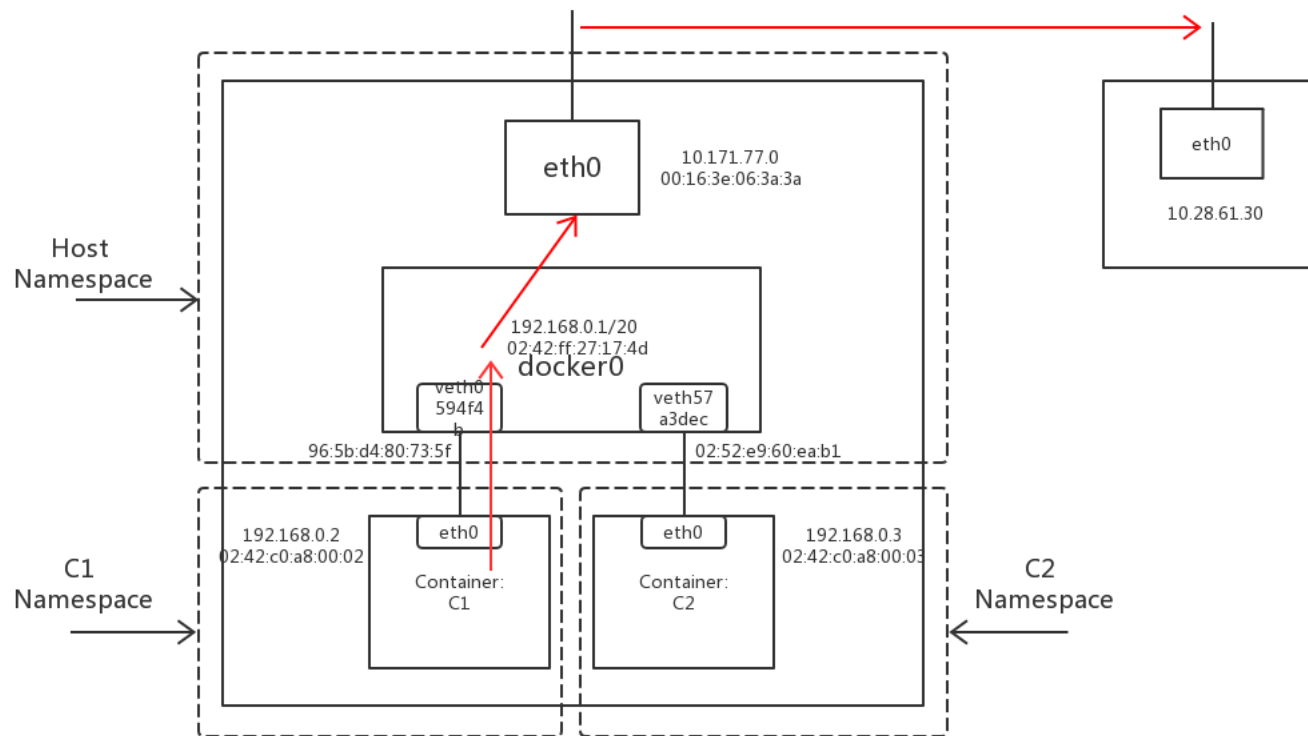 eth0
10.171.77.0
00:16:3e:06:3a:3a
eth0
10.28.61.30
Host
Namespace
192.168.0.1/20
02:42:ff:27:17:4d
docker0
veth0
594f4
b
veth57
a3dec
96:5b:d4:80:73:5f
02:52:e9:60:ea:b1
192.168.0.2
02:42:c0:a8:00:02
eth0
Container:
C1
eth0
Container:
C2
192.168.0.3
02:42:c0:a8:00:03
C1
Namespace
C2
Namespace